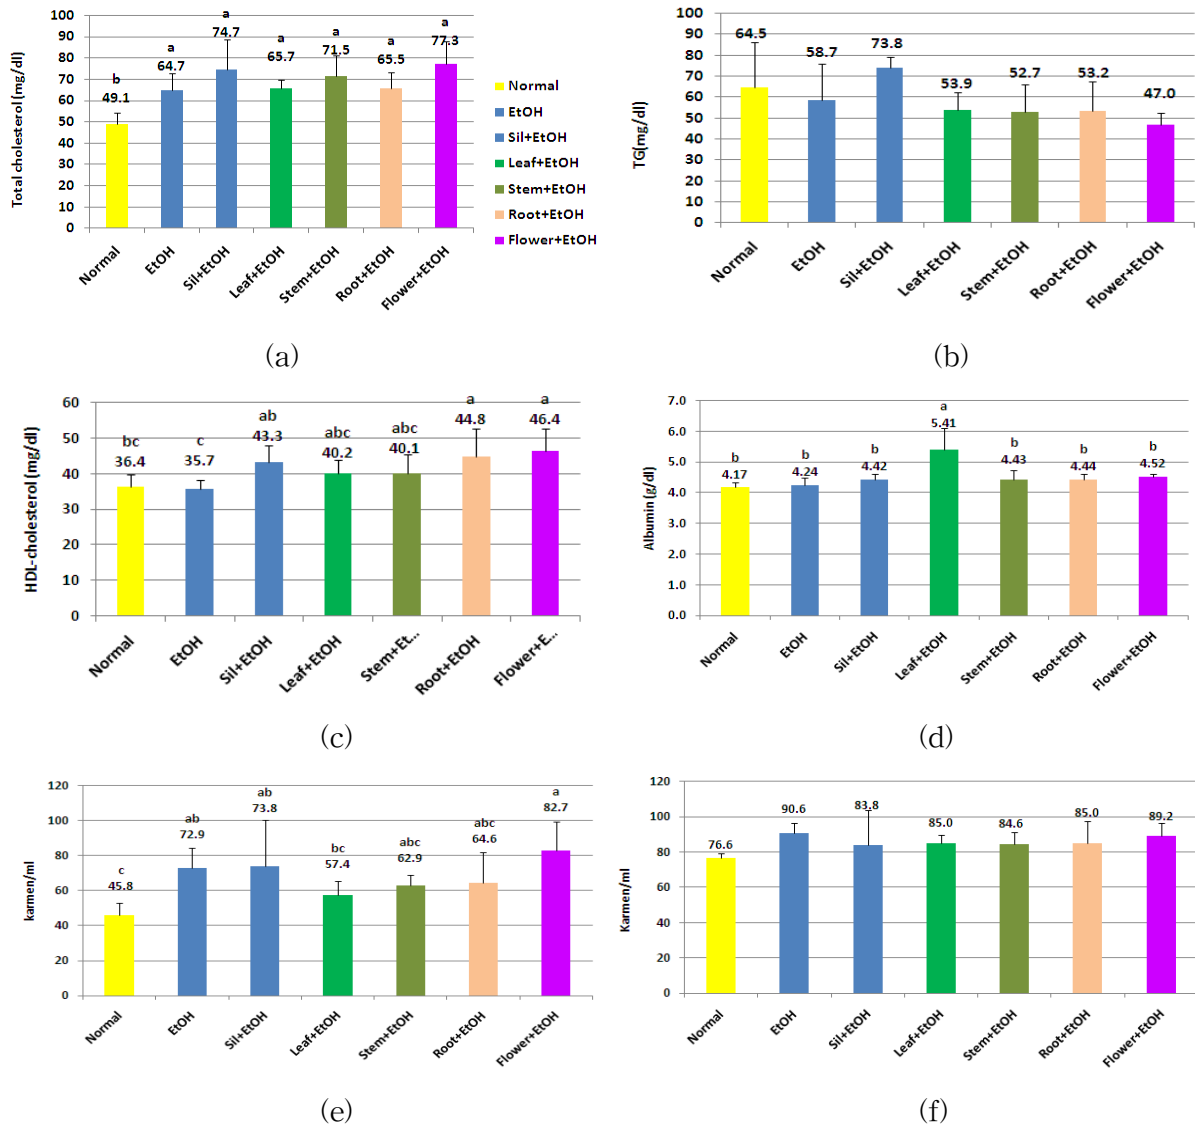 Total cholesterol (mg/dl)
100
90
80
70
60
50
40
30
20
10
0
b
49.1
a
64.7
a
74.7
a
65.7
a
71.5
a
65.5
a
77.3
Normal
EtOH
Sil+EtOH
Leaf+EtOH
Stem+EtOH
Root+EtOH
Flower+EtOH
Normal
EtOH
Sil+EtOH
Leaf+EtOH
Stem+EtOH
Root+EtOH
Flower+EtOH
(a)
TG(mg/dl)
100
90
80
70
60
50
40
30
20
10
0
64.5
58.7
73.8
53.9
52.7
53.2
47.0
Normal
EtOH
Sil+EtOH
Leaf+EtOH
Stem+EtOH
Root+EtOH
Flower+EtOH
(b)
HDL-cholesterol (mg/dl)
60
50
40
30
20
10
0
bc
36.4
c
35.7
ab
43.3
abc
40.2
abc
40.1
a
44.8
a
46.4
Normal
EtOH
Sil+EtOH
Leaf+EtOH
Stem+Et...
Root+EtOH
Flower+E...
(c)
Albumin (g/dl)
7.0
6.0
5.0
4.0
3.0
2.0
1.0
0.0
b
4.17
b
4.24
b
4.42
a
5.41
b
4.43
b
4.44
b
4.52
Normal
EtOH
Sil+EtOH
Leaf+EtOH
Stem+EtOH
Root+EtOH
Flower+EtOH
(d)
karmen/ml
120
100
80
60
40
20
0
c
45.8
ab
72.9
ab
73.8
bc
57.4
abc
62.9
abc
64.6
a
82.7
Normal
EtOH
Sil+EtOH
Leaf+EtOH
Stem+EtOH
Root+EtOH
Flower+EtOH
(e)
Karmen/ml
120
100
80
60
40
20
0
76.6
90.6
83.8
85.0
84.6
85.0
89.2
Normal
EtOH
Sil+EtOH
Leaf+EtOH
Stem+EtOH
Root+EtOH
Flower+EtOH
(f)